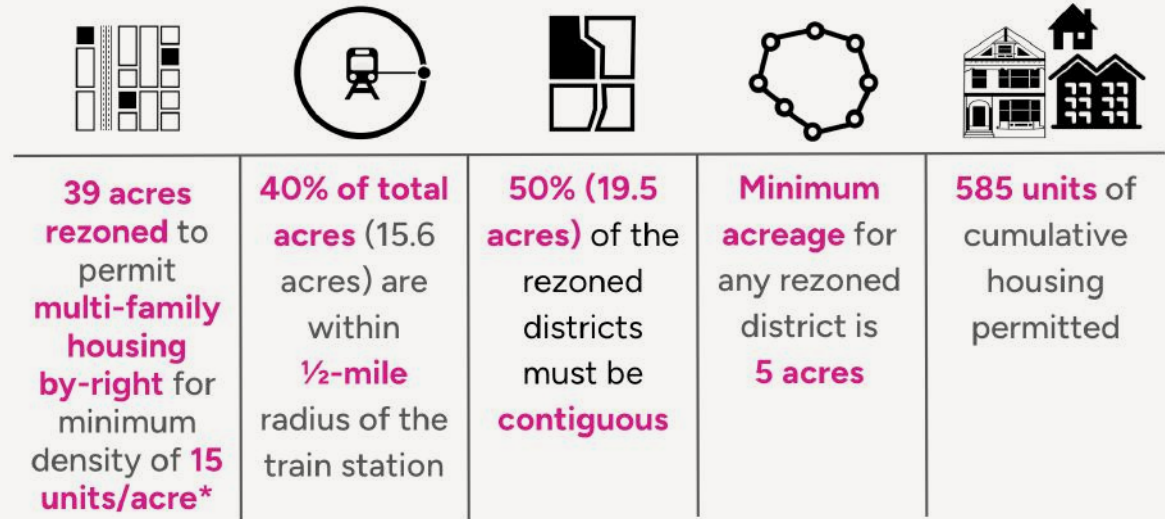 39 acres
rezoned to
permit
multi-family
housing
by-right for
minimum
density of 15
units/acre*
40% of total
acres (15.6
acres) are
within
½-mile
radius of the
train station
50% (19.5
acres) of the
rezoned
districts
must be
contiguous
Minimum
acreage for
any rezoned
district is
5 acres
585 units of
cumulative
housing
permitted